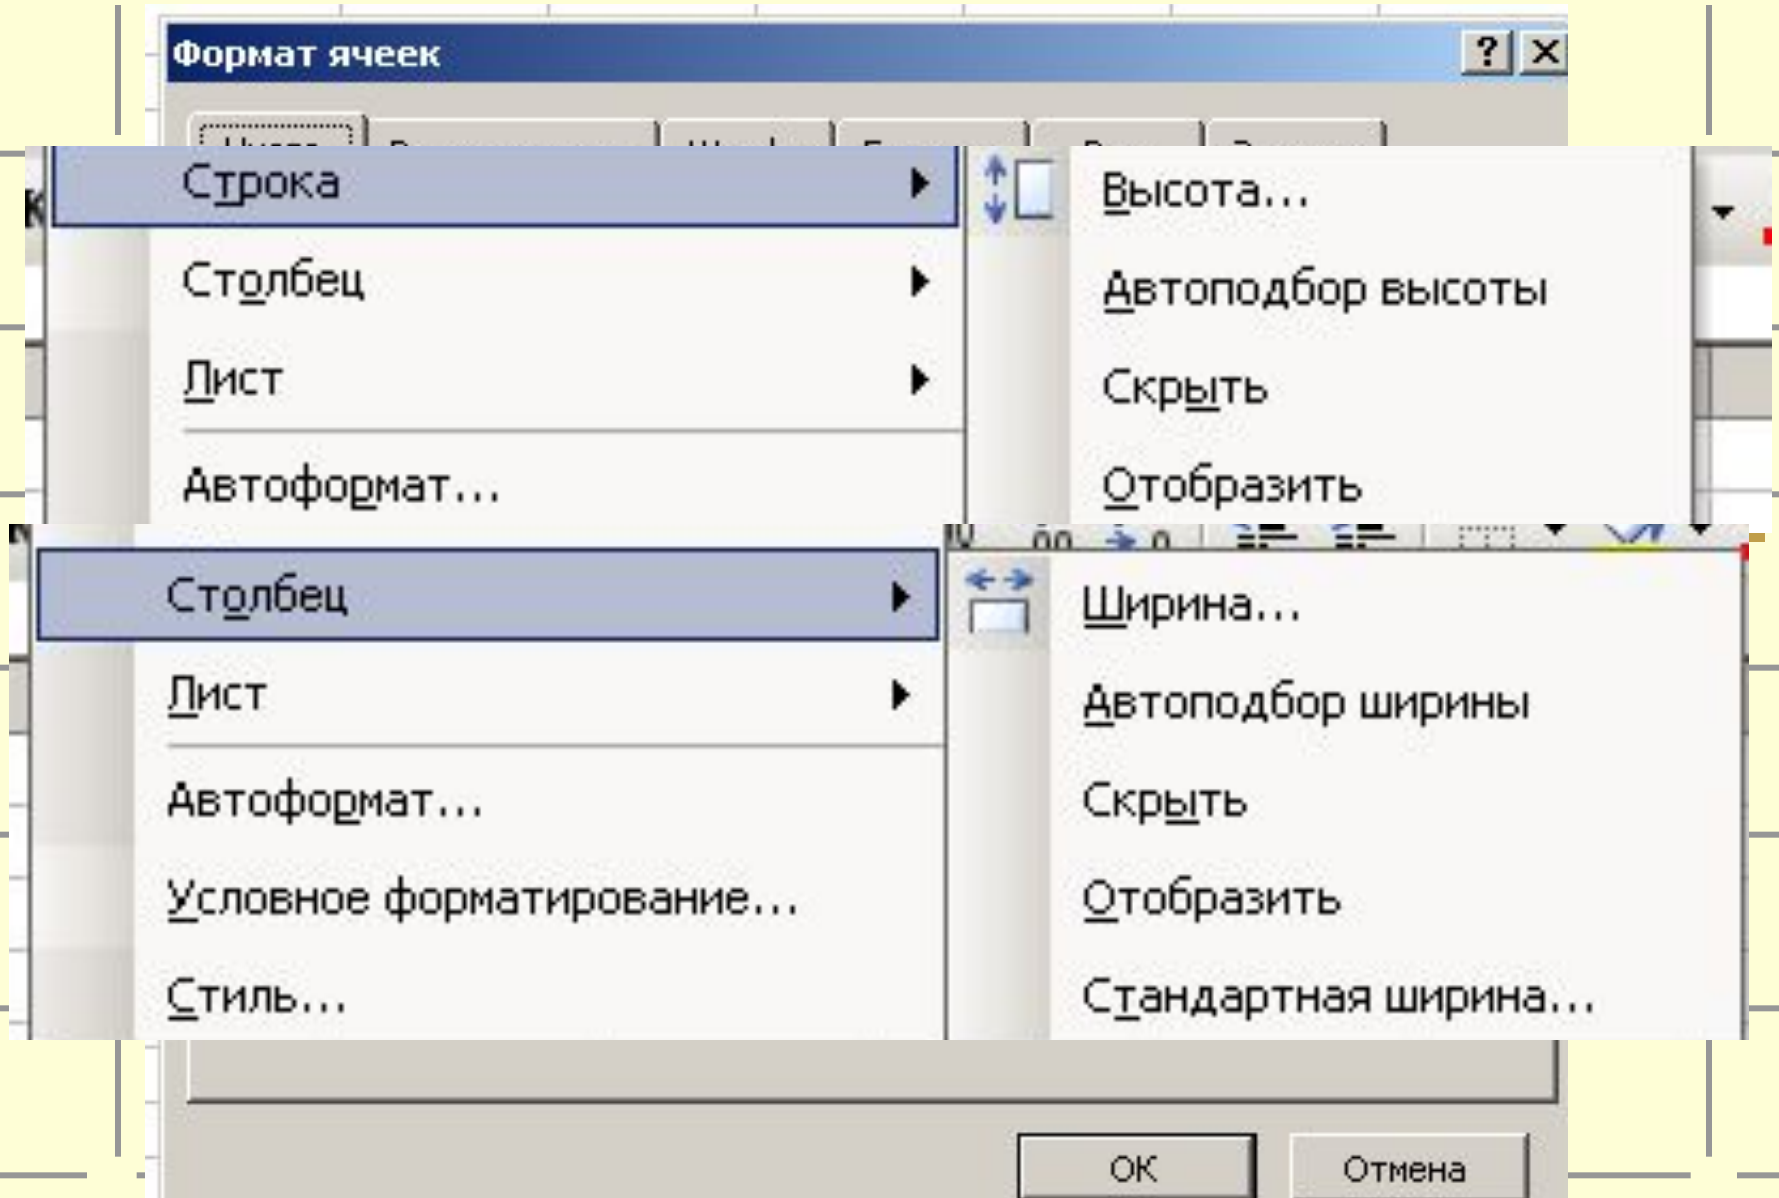 Формат ячеек
Строка
Столбец
Лист
Автоформат...
Высота...
Автоподбор высоты
Скрыть
Отобразить
Столбец
Лист
Автоформат...
Условное форматирование...
Стиль...
Ширина...
Автоподбор ширины
Скрыть
Отобразить
Стандартная ширина...
ОК
Отмена